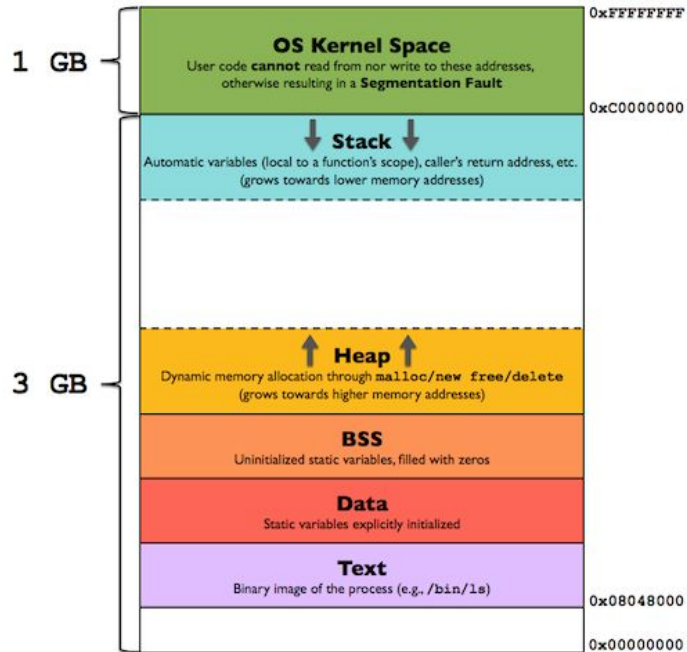 0xFFFFFFFF
OS Kernel Space
1 GB
User code cannot read from nor write to these addresses,
otherwise resulting in a Segmentation Fault
0xC0000000
Stack
Automatic variables (local to a function's scope), caller's return address, etc.
(grows towards lower memory addresses)
Heap
3 GB
Dynamic memory allocation through malloc/new free/delete
(grows towards higher memory addresses)
BSS
Uninitialized static variables, filled with zeros
Data
Static variables explicitly initialized
Text
Binary image of the process (e.g., /bin/ls)
0x08048000
0x00000000